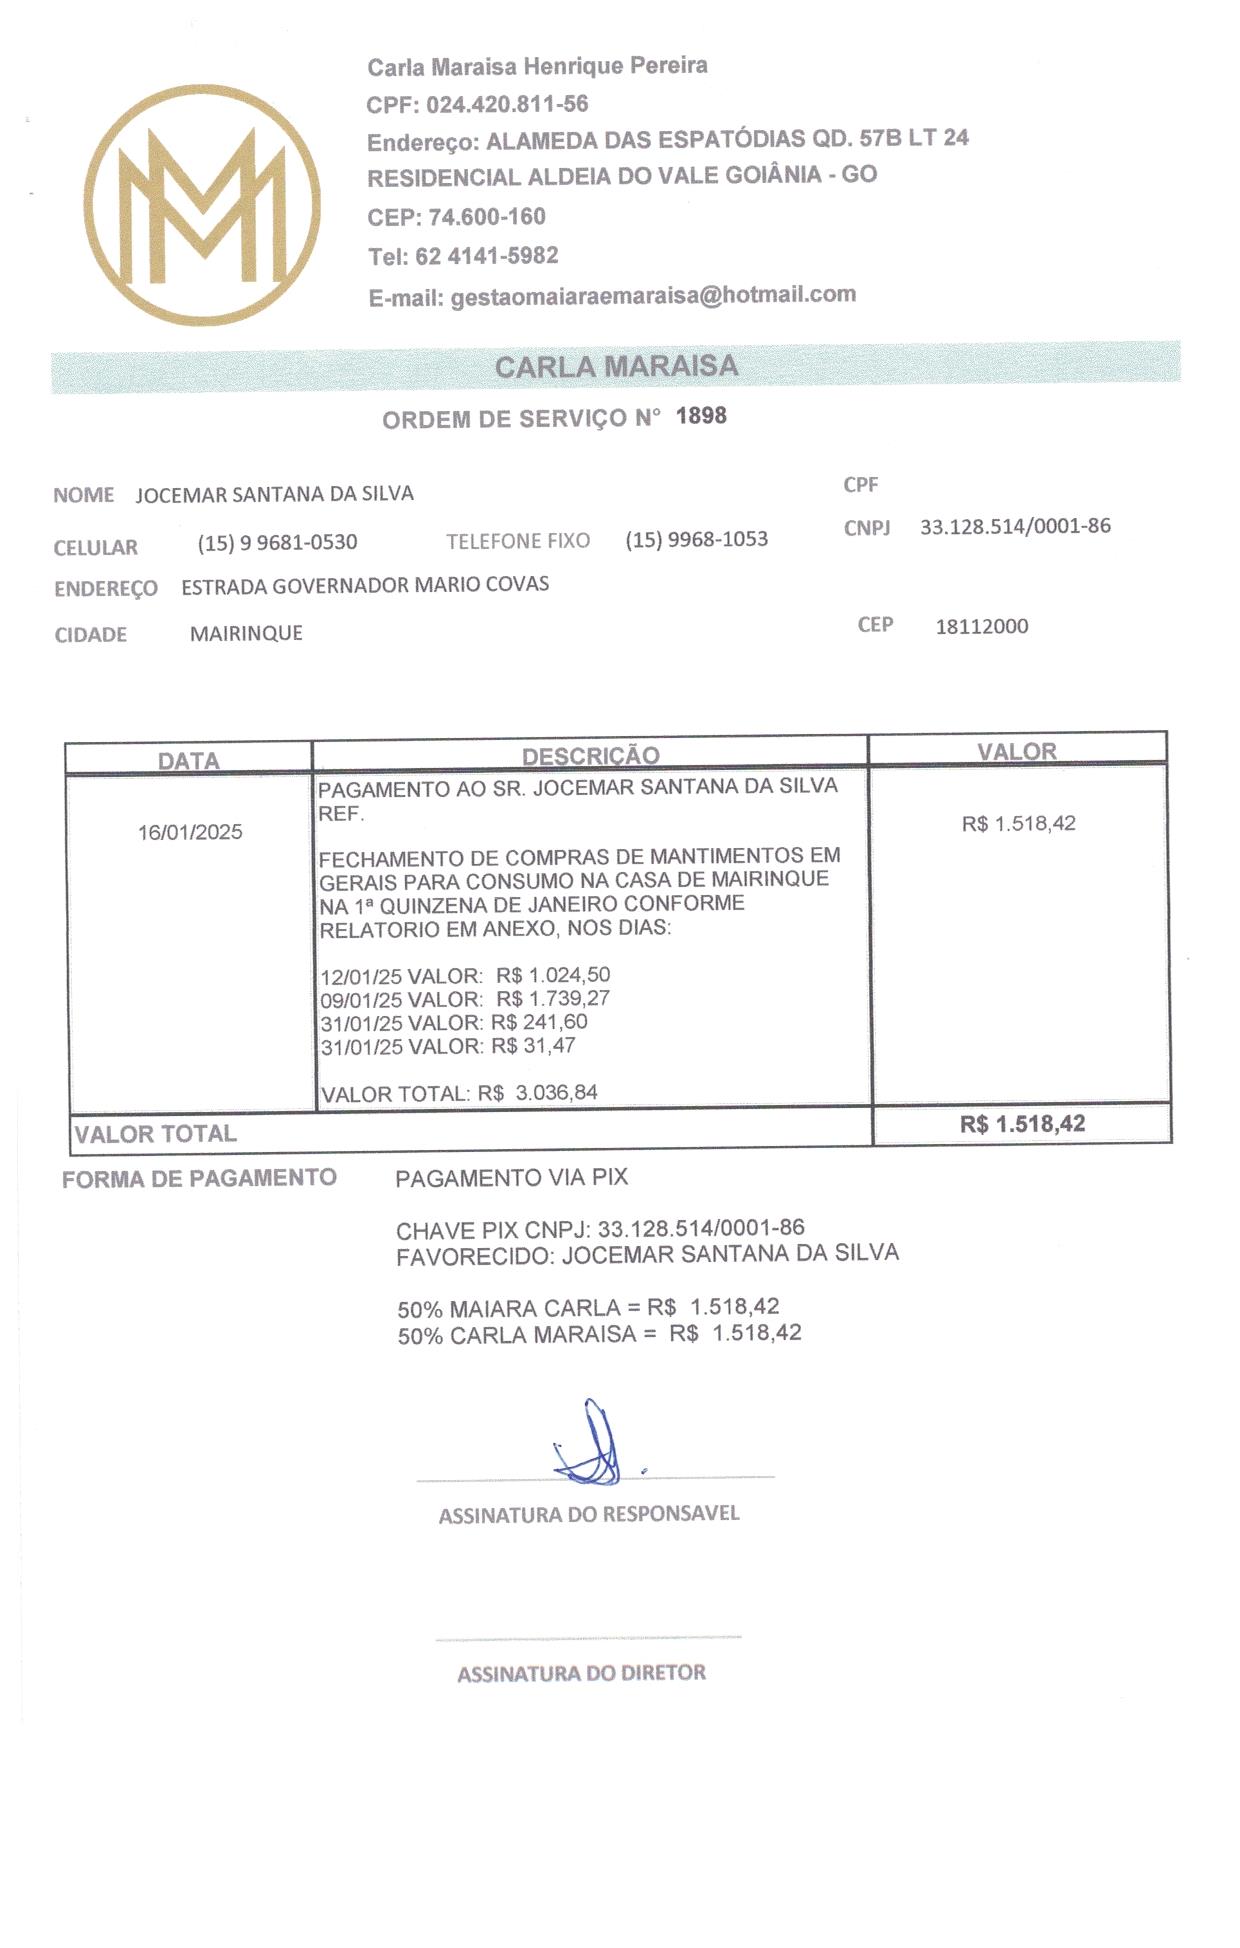 Carla Maraisa Henrique Pereira
CPF: 024.420.811-56
Endereço: ALAMEDA DAS ESPATÓDIAS QD. 57B LT 24
RESIDENCIAL ALDEIA DO VALE GOIÂNIA - GO
CEP: 74.600-160
Tel: 62 4141-5982
E-mail: gestaomaiaraemaraisa@hotmail.com
CARLA MARAISA
ORDEM DE SERVIÇO N° 1898
NOME JOCEMAR SANTANA DA SILVA CPF
CELULAR (15) 9 9681-0530 TELEFONE FIXO (15) 9968-1053 CNPJ 33.128.514/0001-86
ENDEREÇO ESTRADA GOVERNADOR MARIO COVAS
CIDADE MAIRINQUE CEP 18112000
DATA DESCRIÇÃO VALOR
PAGAMENTO AO SR. JOCEMAR SANTANA DA SILVA
REF.
16/01/2025 R$ 1.518,42
FECHAMENTO DE COMPRAS DE MANTIMENTOS EM
GERAIS PARA CONSUMO NA CASA DE MAIRINQUE
NA 1ª QUINZENA DE JANEIRO CONFORME
RELATORIO EM ANEXO, NOS DIAS:
12/01/25 VALOR: R$ 1.024,50
09/01/25 VALOR: R$ 1.739,27
31/01/25 VALOR: R$ 241,60
31/01/25 VALOR: R$ 31,47
VALOR TOTAL: R$ 3.036,84
VALOR TOTAL R$ 1.518,42
FORMA DE PAGAMENTO PAGAMENTO VIA PIX
CHAVE PIX CNPJ: 33.128.514/0001-86
FAVORECIDO: JOCEMAR SANTANA DA SILVA
50% MAIARA CARLA = R$ 1.518,42
50% CARLA MARAISA = R$ 1.518,42
ASSINATURA DO RESPONSAVEL
ASSINATURA DO DIRETOR